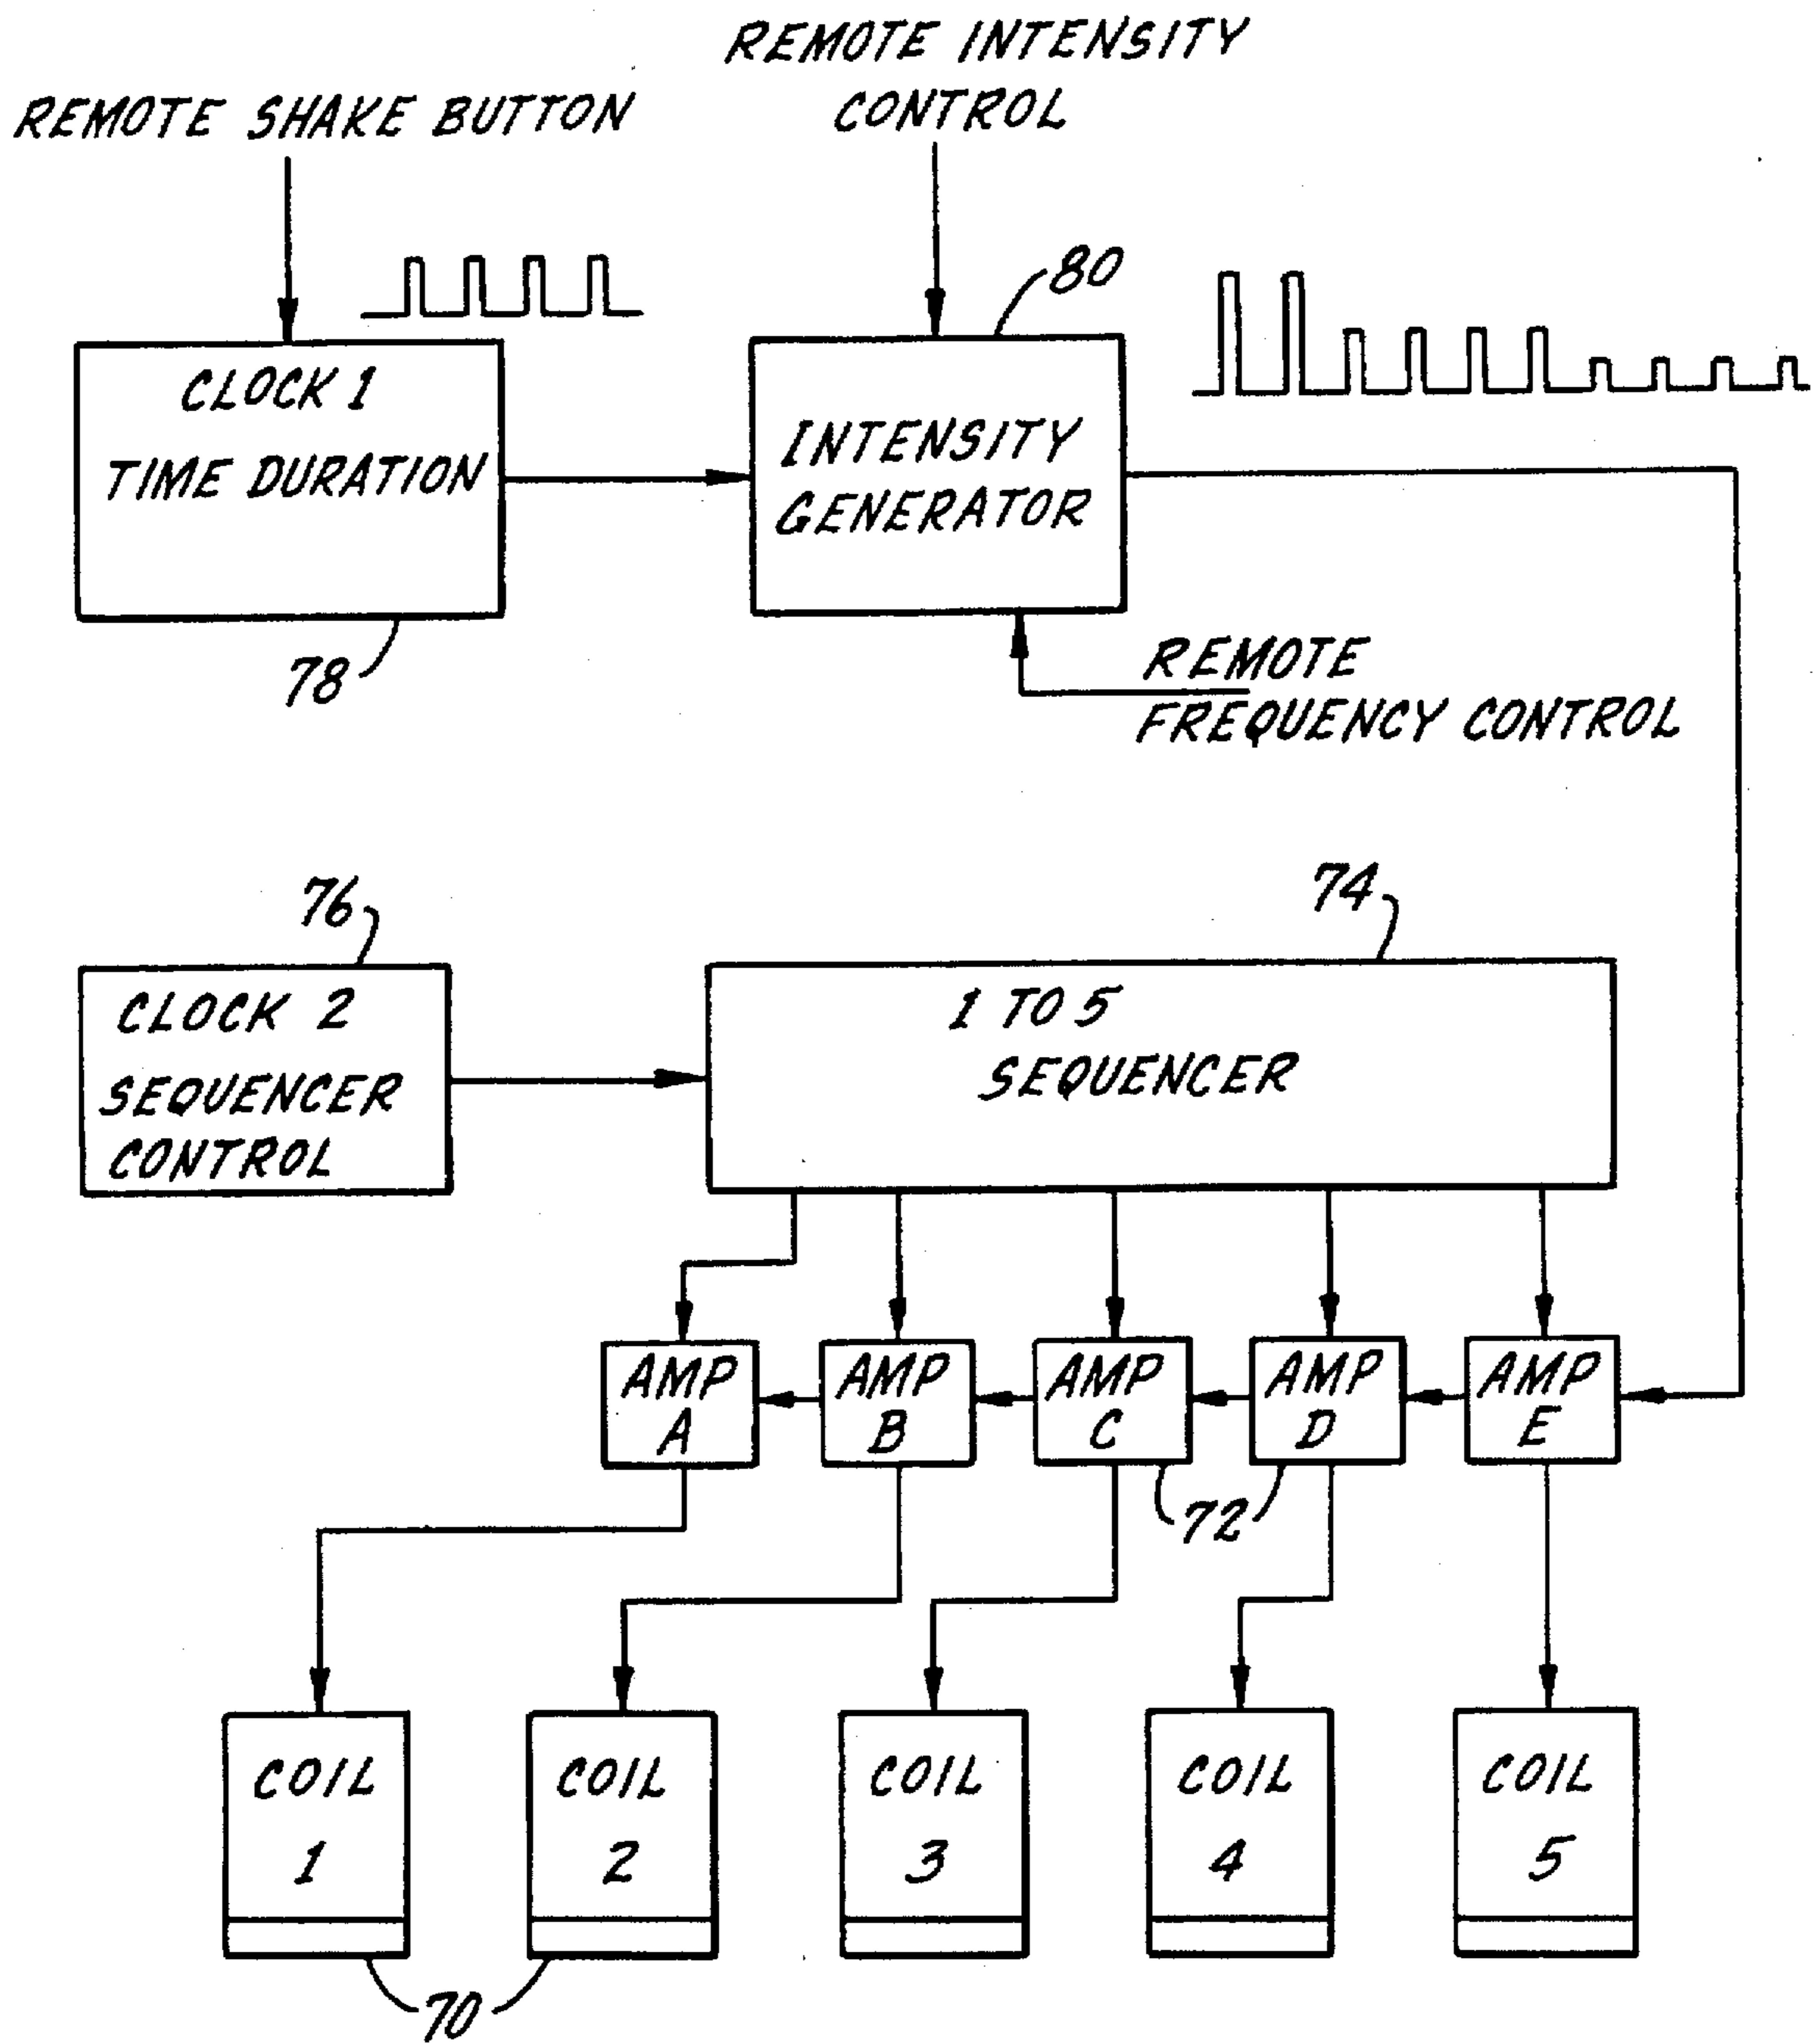 REMOTE INTENSITY
CONTROL
REMOTE SHAKE BUTTON
80
CLOCK 1
TIME DURATION
INTENSITY
GENERATOR
78
REMOTE
FREQUENCY CONTROL
76
74
CLOCK 2
SEQUENCER
CONTROL
1 TO 5
SEQUENCER
AMP
A
AMP
B
AMP
C
AMP
D
AMP
E
72
COIL
1
COIL
2
COIL
3
COIL
4
COIL
5
70